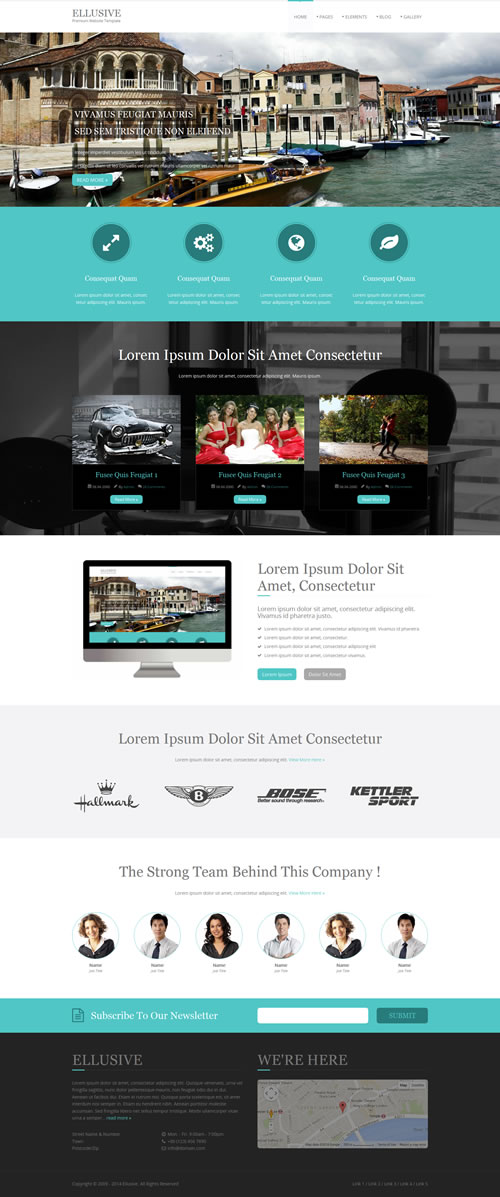 ELLUSIVE
Premium Website Template
HOME PAGES ELEMENTS BLOG GALLERY
VIVAMUS FEUGIAT MAURIS
SED SEM TRISTIQUE NON ELEIFEND
READ MORE »
Consequat Quam Consequat Quam Consequat Quam Consequat Quam
Lorem ipsum dolor sit amet, consec Lorem ipsum dolor sit amet, consec Lorem ipsum dolor sit amet, consec Lorem ipsum dolor sit amet, consec
tetur adipiscing elit. Mauris ipsum. tetur adipiscing elit. Mauris ipsum. tetur adipiscing elit. Mauris ipsum. tetur adipiscing elit. Mauris ipsum.
Lorem Ipsum Dolor Sit Amet Consectetur
Lorem ipsum dolor sit amet, consectetur adipiscing elit. Mauris ipsum.
Fusce Quis Feugiat 1 Fusce Quis Feugiat 2 Fusce Quis Feugiat 3
Read More » Read More » Read More »
ELLUSIVE
Lorem Ipsum Dolor Sit
Amet, Consectetur
Lorem ipsum dolor sit amet, consectetur adipiscing elit.
Vivamus id pharetra justo.
Lorem ipsum dolor sit amet, consectetur adipiscing elit. Vivamus id pharetra.
Lorem ipsum dolor sit amet, consectetur.
Lorem ipsum dolor sit amet, consectetur adipiscing elit
Lorem ipsum dolor sit amet, consectetur vivamus.
Lorem Ipsum Dolor Sit Amet
Lorem Ipsum Dolor Sit Amet Consectetur
Lorem ipsum dolor sit amet, consectetur adipiscing elit. View More Here »
Hallmark B BOSE KETTLER
Better sound through research® SPORT
The Strong Team Behind This Company !
Lorem ipsum dolor sit amet, consectetur adipiscing elit. View More Here »
Name Name Name Name Name Name
Job Title Job Title Job Title Job Title Job Title Job Title
Subscribe To Our Newsletter SUBMIT
ELLUSIVE WE'RE HERE
read more »
Map Satellite
Street Name & Number Mon - Fri: 9:00am - 7:00pm
Town +00 (123) 456 7890
Postcode/Zip info@domain.com
Copyright © 2000 - 2014 Ellusive. All Rights Reserved
Link 1 / Link 2 / Link 3 / Link 4 / Link 5